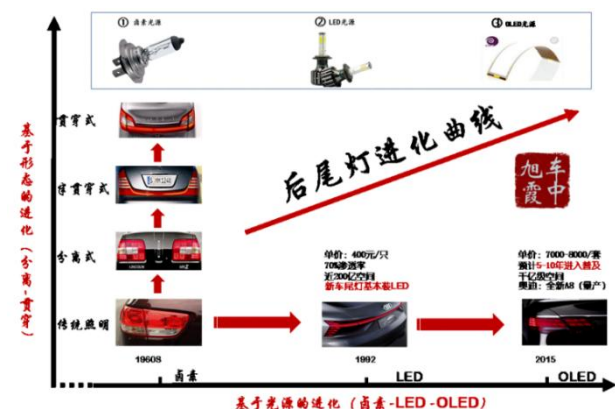 ① 卤素光源
② LED光源
③ OLED光源
基于形态的进化(分离-贯穿)
贯穿式
半贯穿式
分离式
传统照明
后尾灯进化曲线
车中旭霞
单价:400元/只
70%渗透率
近200亿空间
新车尾灯基本装LED
单价:7000-8000/套
预计5-10年进入普及
千亿级空间
奥迪:全新A8(量产)
1960S
1992
2015
卤素
LED
OLED
基于光源的进化(卤素-LED-OLED)